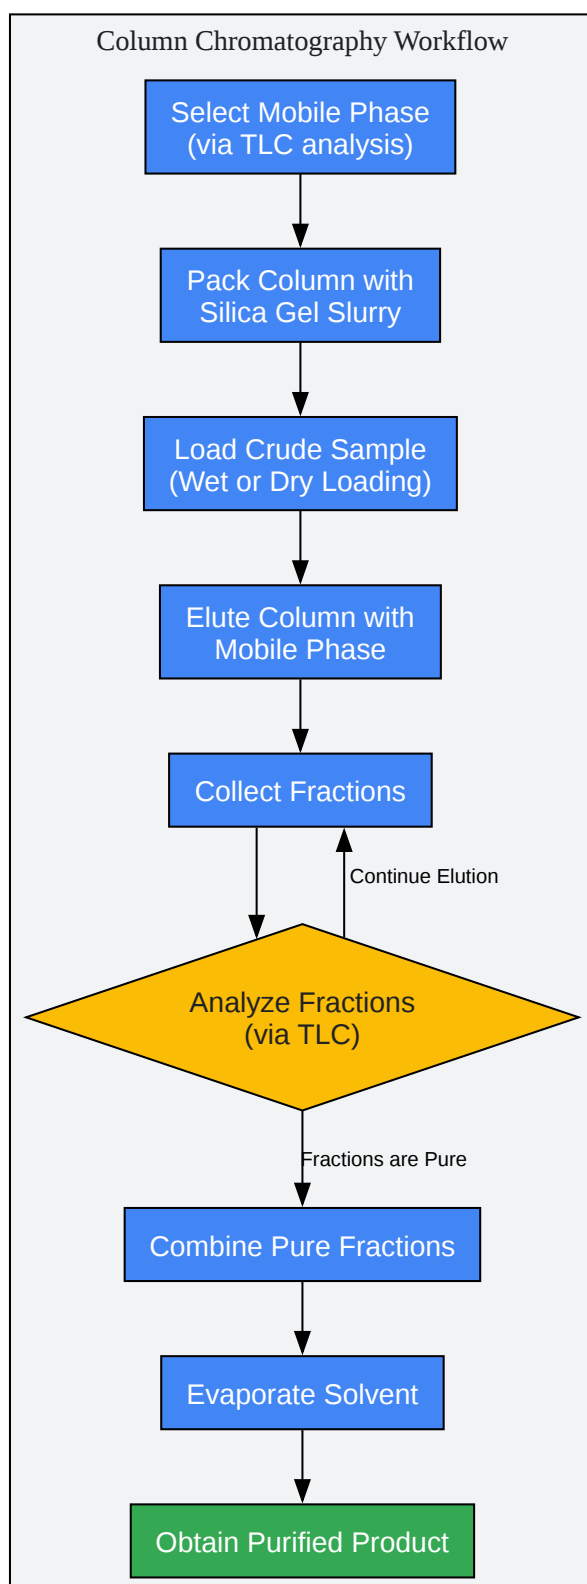 Column Chromatography Workflow
Select Mobile Phase
(via TLC analysis)
Pack Column with
Silica Gel Slurry
Load Crude Sample
(Wet or Dry Loading)
Elute Column with
Mobile Phase
Collect Fractions
Continue Elution
Analyze Fractions
(via TLC)
Fractions are Pure
Combine Pure Fractions
Evaporate Solvent
Obtain Purified Product